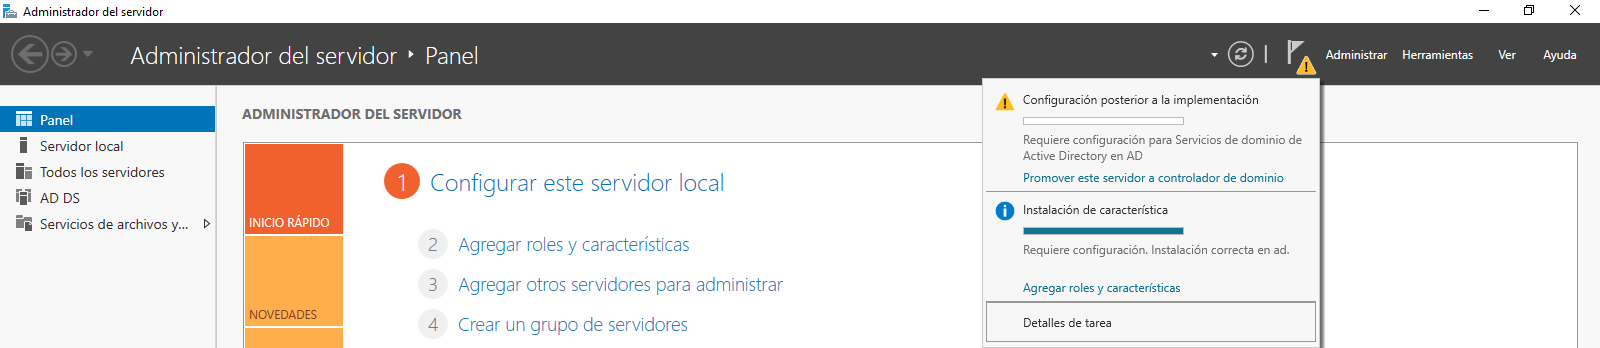 Administrador del servidor
Administrador del servidor ‣ Panel
Administrar
Herramientas
Ver
Ayuda
Panel
Servidor local
Todos los servidores
AD DS
Servicios de archivos y...
ADMINISTRADOR DEL SERVIDOR
INICIO RÁPIDO
NOVEDADES
1 Configurar este servidor local
2 Agregar roles y características
3 Agregar otros servidores para administrar
4 Crear un grupo de servidores
Configuración posterior a la implementación
Requiere configuración para Servicios de dominio de
Active Directory en AD
Promover este servidor a controlador de dominio
Instalación de característica
Requiere configuración. Instalación correcta en ad.
Agregar roles y características
Detalles de tarea